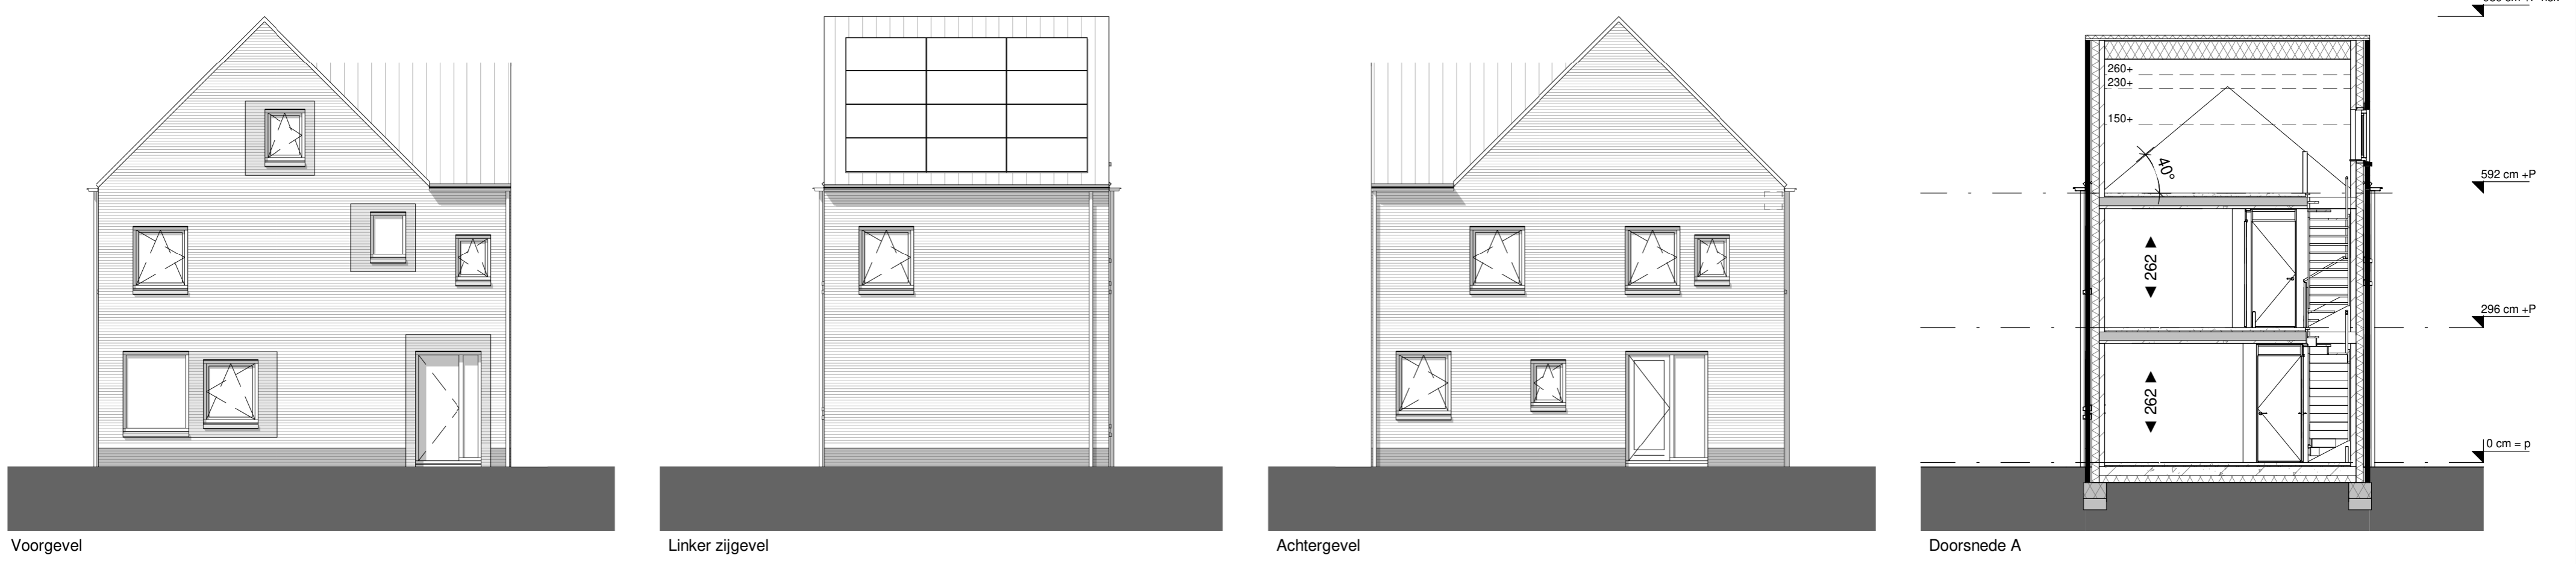 260+
230+
150+
40°
592 cm +P
262
296 cm +P
262
0 cm = p
Voorgevel
Linker zijgevel
Achtergevel
Doorsnede A